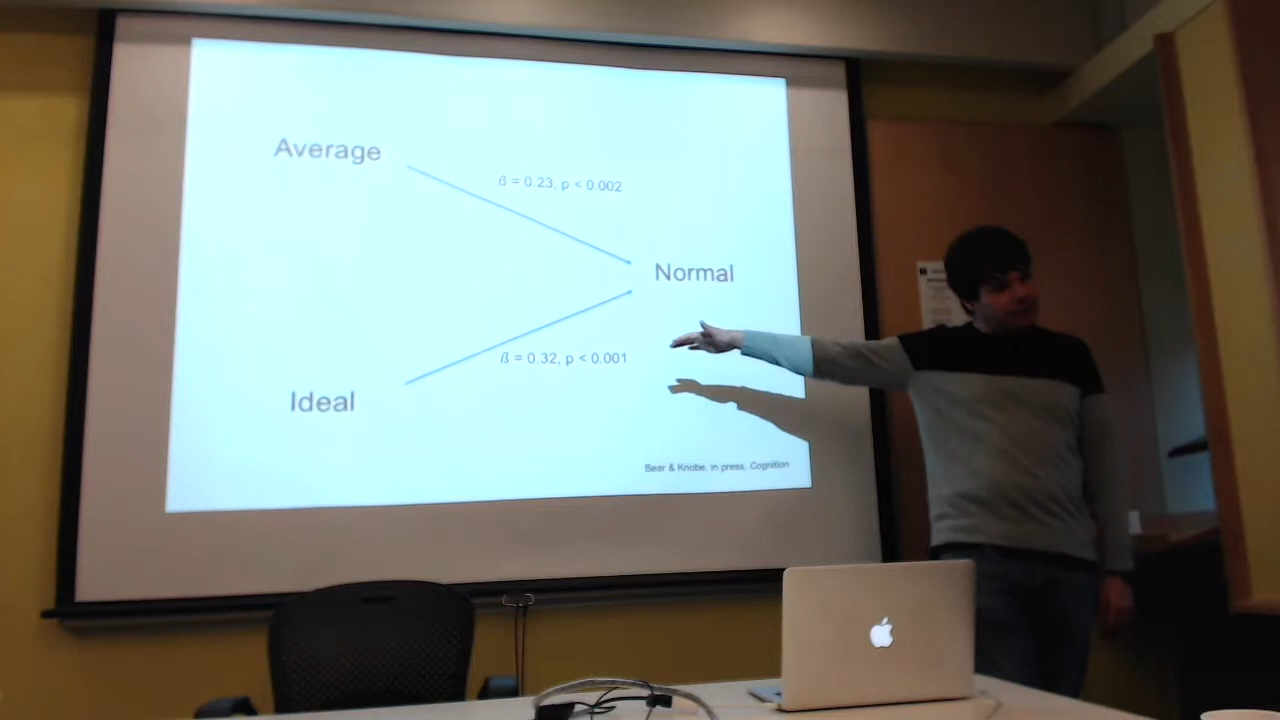 Average
ß = 0.23, p < 0.002
Normal
ß = 0.32, p < 0.001
Ideal
Bear & Knobe, in press, Cognition